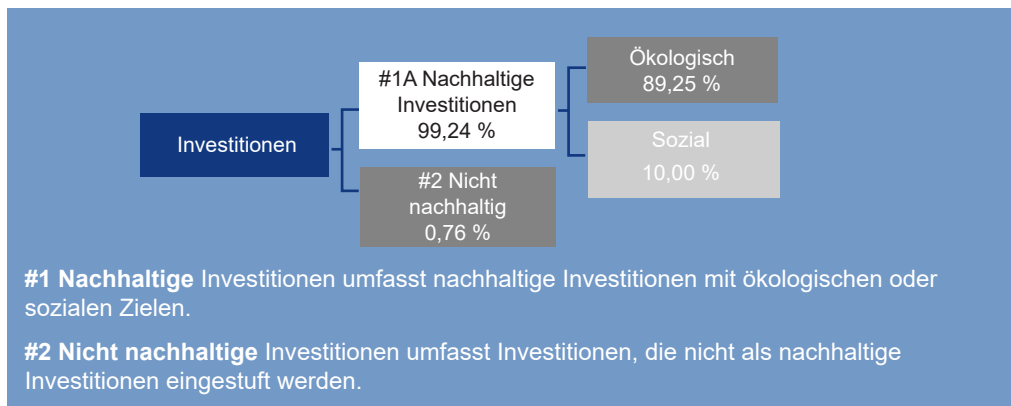 Investitionen
#1A Nachhaltige
Investitionen
99,24 %
#2 Nicht
nachhaltig
0,76 %
Ökologisch
89,25 %
Sozial
10,00 %
#1 Nachhaltige Investitionen umfasst nachhaltige Investitionen mit ökologischen oder
sozialen Zielen.
#2 Nicht nachhaltige Investitionen umfasst Investitionen, die nicht als nachhaltige
Investitionen eingestuft werden.